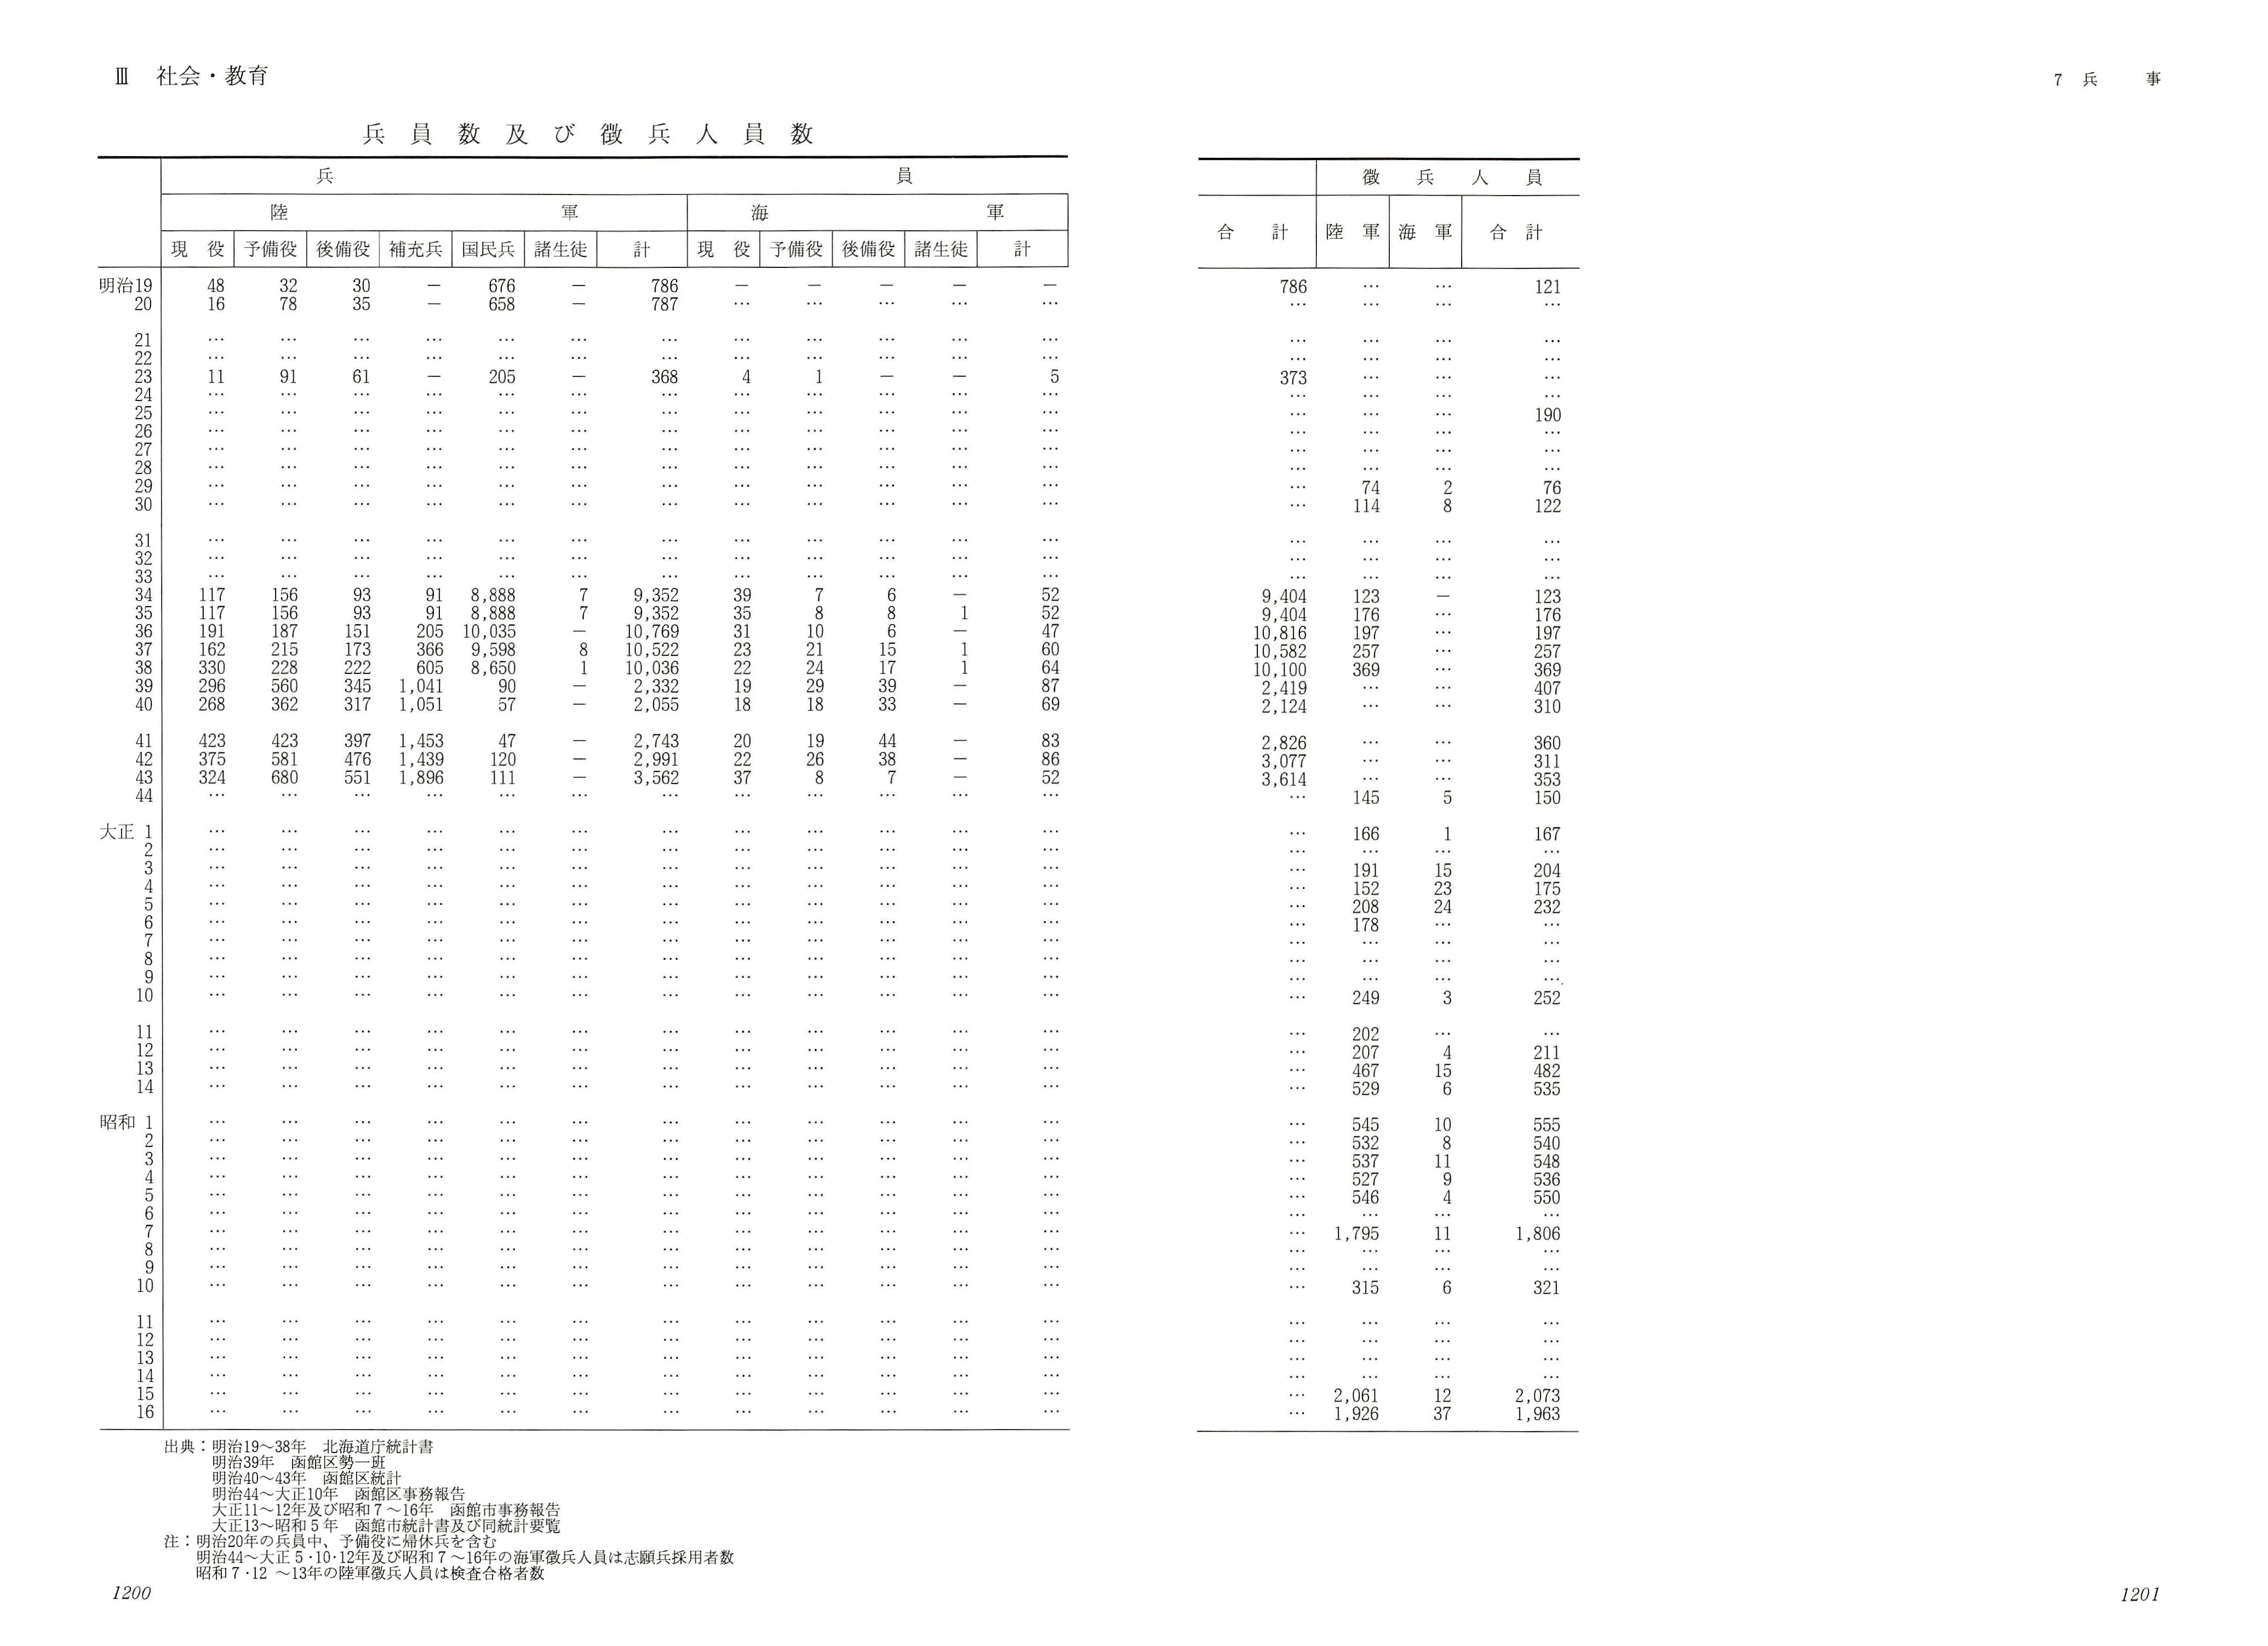 Ⅲ 社会・教育
兵員数及び徴兵人員数
兵 員
陸 軍 海 軍
現役 予備役 後備役 補充兵 国民兵 諸生徒 計 現役 予備役 後備役 諸生徒 計
明治19 48 32 30 − 676 − 786 − − − − −
20 16 78 35 − 658 − 787 … … … … …
21 … … … … … … … … … … … …
22 … … … … … … … … … … … …
23 11 91 61 − 205 − 368 4 1 − − 5
24 … … … … … … … … … … … …
25 … … … … … … … … … … … …
26 … … … … … … … … … … … …
27 … … … … … … … … … … … …
28 … … … … … … … … … … … …
29 … … … … … … … … … … … …
30 … … … … … … … … … … … …
31 … … … … … … … … … … … …
32 … … … … … … … … … … … …
33 … … … … … … … … … … … …
34 117 156 93 91 8,888 7 9,352 39 7 6 − 52
35 117 156 93 91 8,888 7 9,352 35 8 8 1 52
36 191 187 151 205 10,035 − 10,769 31 10 6 − 47
37 162 215 173 366 9,598 8 10,522 23 21 15 1 60
38 330 228 222 605 8,650 1 10,036 22 24 17 1 64
39 296 560 345 1,041 90 − 2,332 19 29 39 − 87
40 268 362 317 1,051 57 − 2,055 18 18 33 − 69
41 423 423 397 1,453 47 − 2,743 20 19 44 − 83
42 375 581 476 1,439 120 − 2,991 22 26 38 − 86
43 324 680 551 1,896 111 − 3,562 37 8 7 − 52
44 … … … … … … … … … … … …
大正 1 … … … … … … … … … … … …
2 … … … … … … … … … … … …
3 … … … … … … … … … … … …
4 … … … … … … … … … … … …
5 … … … … … … … … … … … …
6 … … … … … … … … … … … …
7 … … … … … … … … … … … …
8 … … … … … … … … … … … …
9 … … … … … … … … … … … …
10 … … … … … … … … … … … …
11 … … … … … … … … … … … …
12 … … … … … … … … … … … …
13 … … … … … … … … … … … …
14 … … … … … … … … … … … …
昭和 1 … … … … … … … … … … … …
2 … … … … … … … … … … … …
3 … … … … … … … … … … … …
4 … … … … … … … … … … … …
5 … … … … … … … … … … … …
6 … … … … … … … … … … … …
7 … … … … … … … … … … … …
8 … … … … … … … … … … … …
9 … … … … … … … … … … … …
10 … … … … … … … … … … … …
11 … … … … … … … … … … … …
12 … … … … … … … … … … … …
13 … … … … … … … … … … … …
14 … … … … … … … … … … … …
15 … … … … … … … … … … … …
16 … … … … … … … … … … … …
出典：明治19～38年 北海道庁統計書
明治39年 函館区勢一班
明治40～43年 函館区統計
明治44～大正10年 函館区事務報告
大正11～12年及び昭和7～16年 函館市事務報告
大正13～昭和5年 函館市統計書及び同統計要覧
注：明治20年の兵員中、予備役に帰休兵を含む
明治44～大正5・10・12年及び昭和7～16年の海軍徴兵人員は志願兵採用者数
昭和7・12 ～13年の陸軍徴兵人員は検査合格者数
1200
7 兵 事
徴兵人員
合計 陸軍 海軍 合計
786 … … 121
… … … …
… … … …
… … … …
373 … … …
… … … …
… … … 190
… … … …
… … … …
… … … …
… 74 2 76
… 114 8 122
… … … …
… … … …
… … … …
9,404 123 − 123
9,404 176 … 176
10,816 197 … 197
10,582 257 … 257
10,100 369 … 369
2,419 … … 407
2,124 … … 310
2,826 … … 360
3,077 … … 311
3,614 … … 353
… 145 5 150
… 166 1 167
… … … …
… 191 15 204
… 152 23 175
… 208 24 232
… 178 … …
… … … …
… … … …
… … … …
… 249 3 252
… 202 … …
… 207 4 211
… 467 15 482
… 529 6 535
… 545 10 555
… 532 8 540
… 537 11 548
… 527 9 536
… 546 4 550
… … … …
… 1,795 11 1,806
… … … …
… … … …
… 315 6 321
… … … …
… … … …
… … … …
… … … …
… 2,061 12 2,073
… 1,926 37 1,963
1201